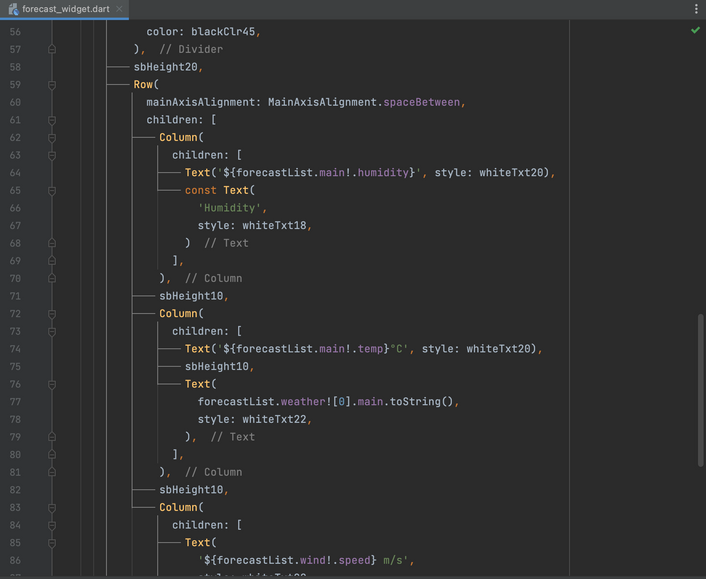 forecast_widget.dart
56 color: blackClr45,
57 ), // Divider
58 sbHeight20,
59 Row(
60 mainAxisAlignment: MainAxisAlignment.spaceBetween,
61 children: [
62 Column(
63 children: [
64 Text('${forecastList.main!.humidity}', style: whiteTxt20),
65 const Text(
66 'Humidity',
67 style: whiteTxt18,
68 ) // Text
69 ],
70 ), // Column
71 sbHeight10,
72 Column(
73 children: [
74 Text('${forecastList.main!.temp}°C', style: whiteTxt20),
75 sbHeight10,
76 Text(
77 forecastList.weather![0].main.toString(),
78 style: whiteTxt22,
79 ), // Text
80 ],
81 ), // Column
82 sbHeight10,
83 Column(
84 children: [
85 Text(
86 '${forecastList.wind!.speed} m/s',